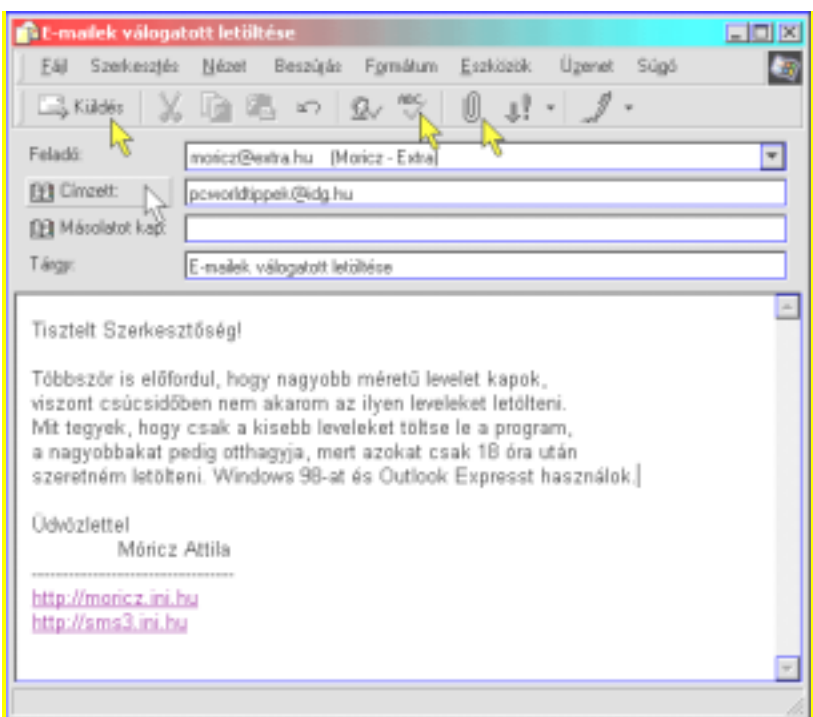 E-mailek válogatott letöltése
Fájl Szerkesztés Nézet Beszúrás Formátum Eszközök Üzenet Súgó
Küldés ABC
Feladó: moricz@extra.hu (Moricz - Extra)
Címzett: pcworldtippek@idg.hu
Másolatot kap:
Tárgy: E-mailek válogatott letöltése
Tisztelt Szerkesztőség!
Többször is előfordul, hogy nagyobb méretű levelet kapok,
viszont csúcsidőben nem akarom az ilyen leveleket letölteni.
Mit tegyek, hogy csak a kisebb leveleket töltse le a program,
a nagyobbakat pedig otthagyja, mert azokat csak 18 óra után
szeretném letölteni. Windows 98-at és Outlook Expresst használok.
Üdvözlettel
Móricz Attila
------------------------------------
http://moricz.ini.hu
http://sms3.ini.hu